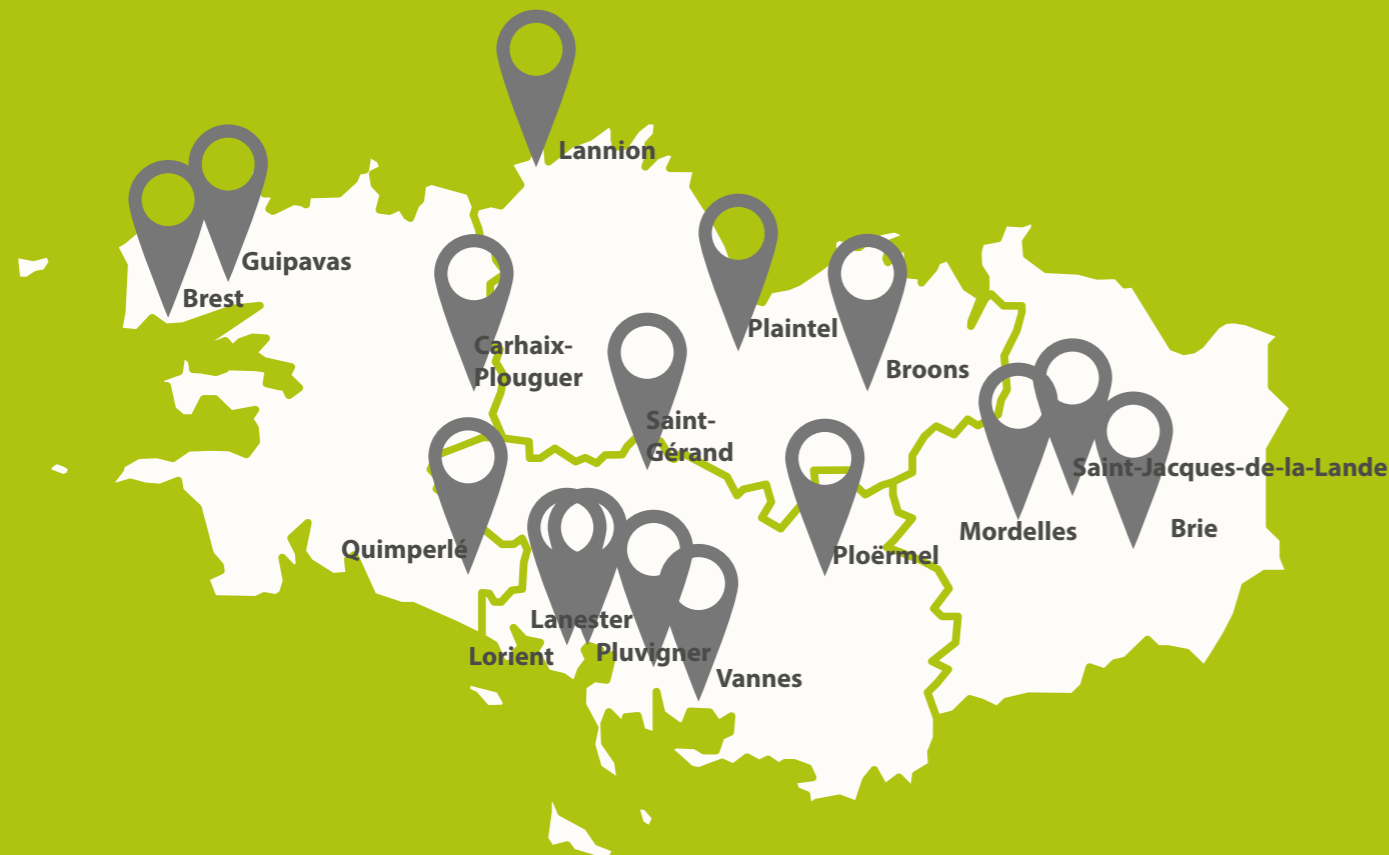 Lannion
Guipavas
Brest
Plaintel
Carhaix-
Plouguer
Broons
Saint-
Gérand
Saint-Jacques-de-la-Lande
Mordelles
Brie
Quimperlé
Ploërmel
Lanester
Lorient
Pluvigner
Vannes